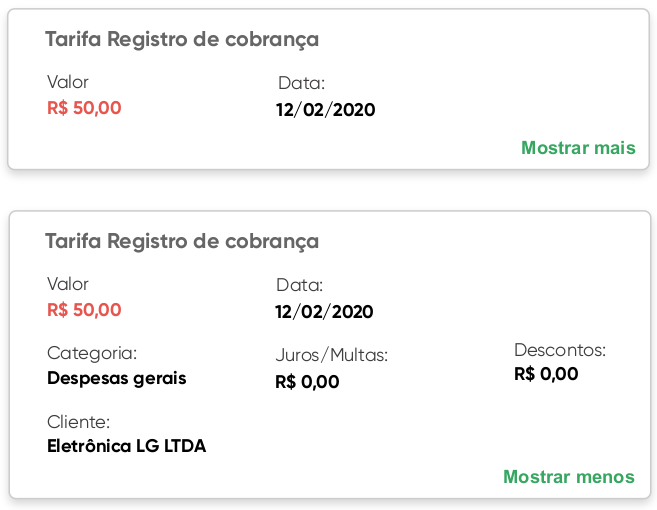 Tarifa Registro de cobrança
Valor Data:
R$ 50,00 12/02/2020
Mostrar mais
Tarifa Registro de cobrança
Valor Data:
R$ 50,00 12/02/2020
Categoria: Juros/Multas: Descontos:
Despesas gerais R$ 0,00 R$ 0,00
Cliente:
Eletrônica LG LTDA
Mostrar menos